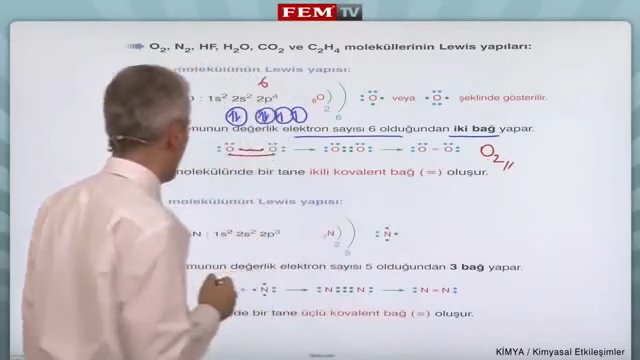 FEM TV
O₂, N₂, HF, H₂O, CO₂ ve C₂H₄ moleküllerinin Lewis yapıları:
molekülünün Lewis yapısı:
6
O : 1s² 2s² 2p⁴ ₈O ) ) 2 6 O veya O şeklinde gösterilir.
değerlik elektron sayısı 6 olduğundan iki bağ yapar.
O O → O O → O = O O₂
molekülünde bir tane ikili kovalent bağ (=) oluşur.
molekülünün Lewis yapısı:
N : 1s² 2s² 2p³ ₇N ) ) 2 5 N
değerlik elektron sayısı 5 olduğundan 3 bağ yapar.
+ N → N N → N ≡ N
bir tane üçlü kovalent bağ (≡) oluşur.
KİMYA / Kimyasal Etkileşimler